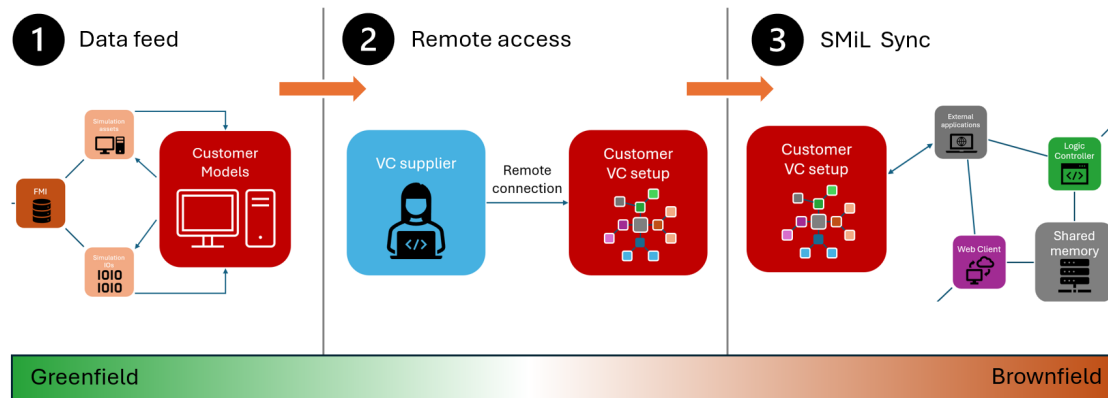 1 Data feed
2 Remote access
3 SMiL Sync
Simulation
assets
FMI
Simulation
IOs
1010
1010
Customer
Models
VC supplier
</>
Remote
connection
Customer
VC setup
Customer
VC setup
External
applications
Logic
Controller
</>
Web Client
Shared
memory
Greenfield
Brownfield